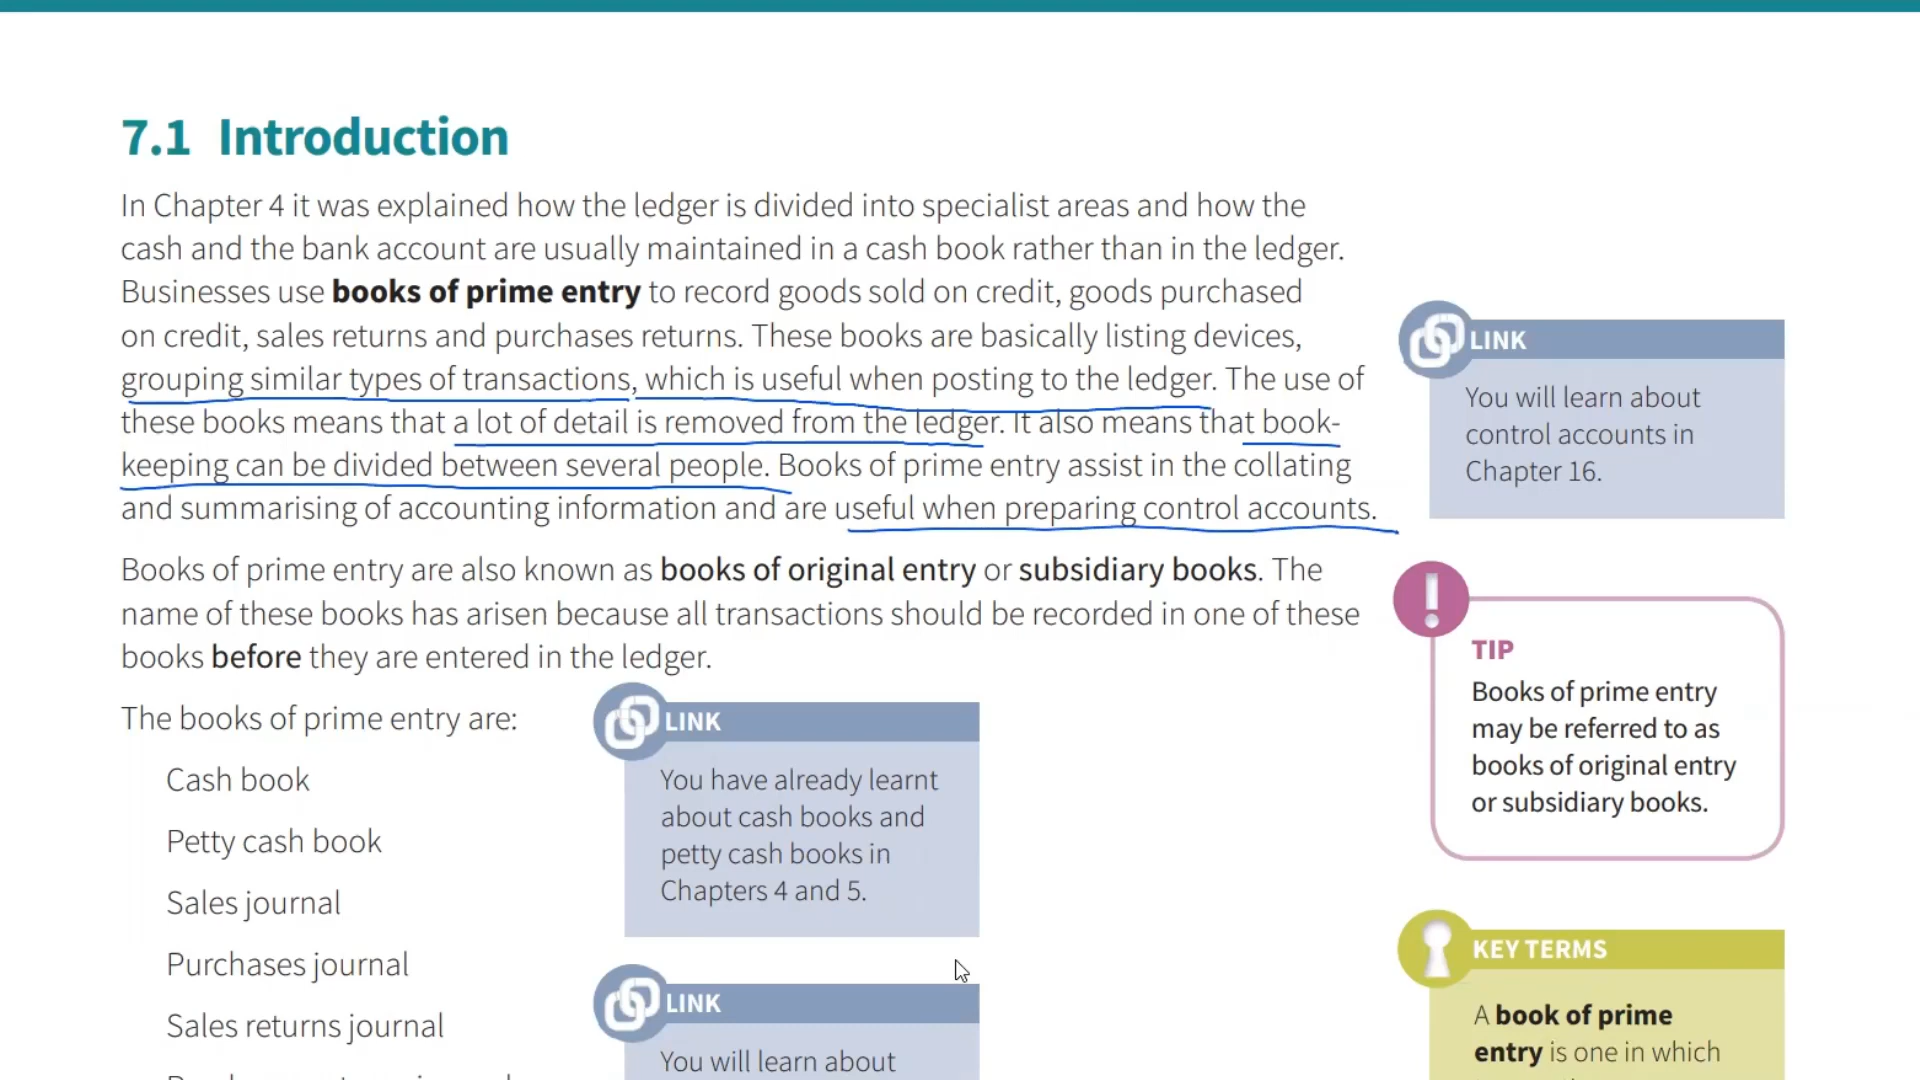 7.1 Introduction
In Chapter 4 it was explained how the ledger is divided into specialist areas and how the
cash and the bank account are usually maintained in a cash book rather than in the ledger.
Businesses use books of prime entry to record goods sold on credit, goods purchased
on credit, sales returns and purchases returns. These books are basically listing devices,
grouping similar types of transactions, which is useful when posting to the ledger. The use of
these books means that a lot of detail is removed from the ledger. It also means that book-
keeping can be divided between several people. Books of prime entry assist in the collating
and summarising of accounting information and are useful when preparing control accounts.
Books of prime entry are also known as books of original entry or subsidiary books. The
name of these books has arisen because all transactions should be recorded in one of these
books before they are entered in the ledger.
The books of prime entry are:
Cash book
Petty cash book
Sales journal
Purchases journal
Sales returns journal
LINK
You have already learnt
about cash books and
petty cash books in
Chapters 4 and 5.
LINK
You will learn about
LINK
You will learn about
control accounts in
Chapter 16.
TIP
Books of prime entry
may be referred to as
books of original entry
or subsidiary books.
KEY TERMS
A book of prime
entry is one in which